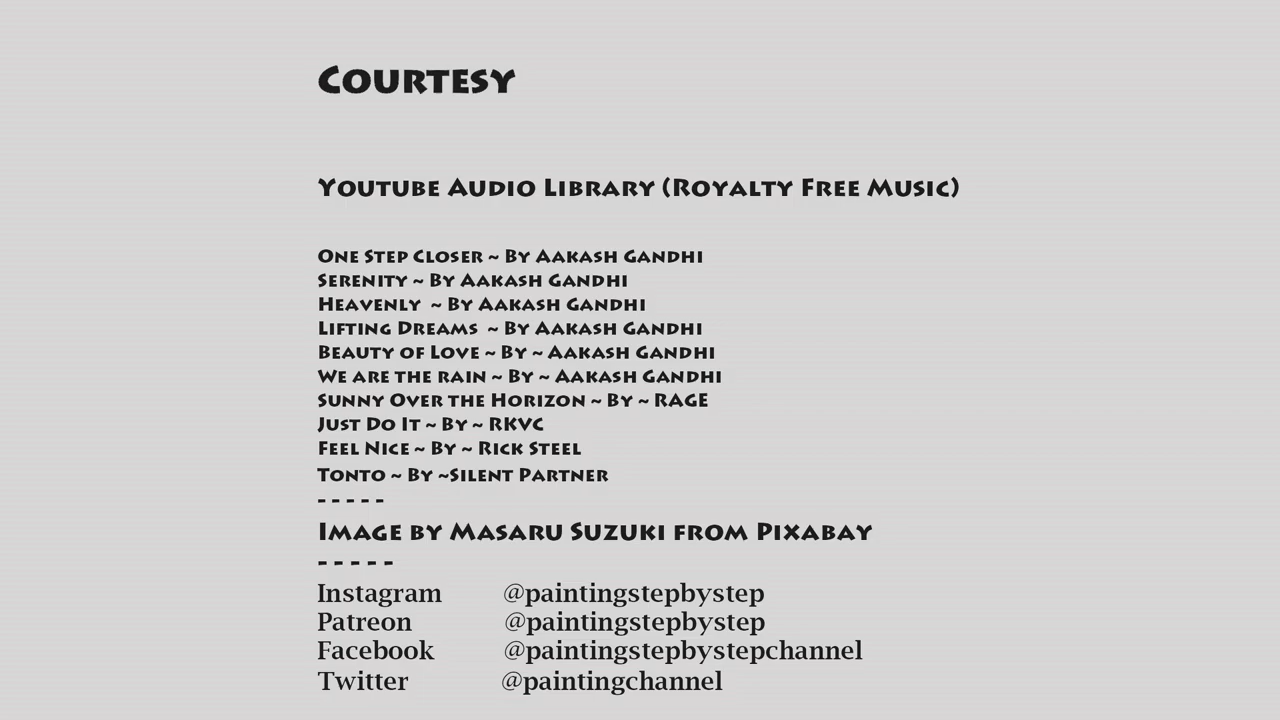 Courtesy
Youtube Audio Library (Royalty Free Music)
One Step Closer ~ By Aakash Gandhi
Serenity ~ By Aakash Gandhi
Heavenly  ~ By Aakash Gandhi
Lifting Dreams  ~ By Aakash Gandhi
Beauty of Love ~ By ~ Aakash Gandhi
We are the rain ~ By ~ Aakash Gandhi
Sunny Over the Horizon ~ By ~ RAGE
Just Do It ~ By ~ RKVC
Feel Nice ~ By ~ Rick Steel
Tonto ~ By ~Silent Partner
- - - - -
Image by Masaru Suzuki from Pixabay
- - - - -
Instagram @paintingstepbystep
Patreon @paintingstepbystep
Facebook @paintingstepbystepchannel
Twitter @paintingchannel